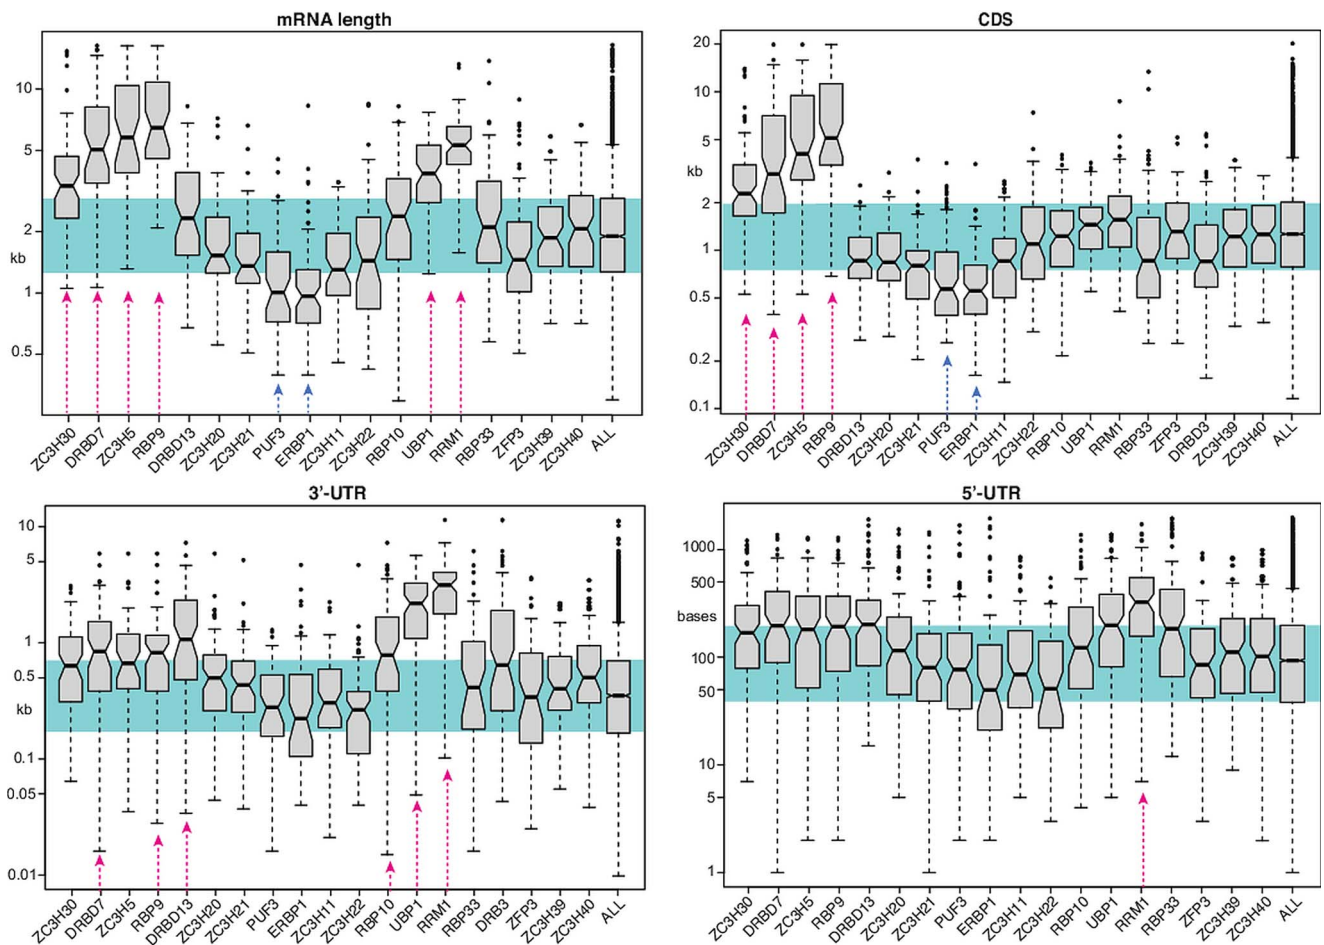 mRNA length
10
5
2
kb
1
0.5
ZC3H30 DRBD7 ZC3H5 RBP9 DRBD13 ZC3H20 ZC3H21 PUF3 ERBP1 ZC3H11 ZC3H22 RBP10 UBP1 RRM1 RBP33 ZFP3 ZC3H39 ZC3H40 ALL
CDS
20
10
5
kb
2
1
0.5
0.2
0.1
ZC3H30 DRBD7 ZC3H5 RBP9 DRBD13 ZC3H20 ZC3H21 PUF3 ERBP1 ZC3H11 ZC3H22 RBP10 UBP1 RRM1 RBP33 ZFP3 DRBD3 ZC3H39 ZC3H40 ALL
3'-UTR
10
5
1
0.5
kb
0.1
0.05
0.01
ZC3H30 DRBD7 ZC3H5 RBP9 DRBD13 ZC3H20 ZC3H21 PUF3 ERBP1 ZC3H11 ZC3H22 RBP10 UBP1 RRM1 RBP33 DRB3 ZFP3 ZC3H39 ZC3H40 ALL
5'-UTR
1000
500
bases
100
50
10
5
1
ZC3H30 DRBD7 ZC3H5 RBP9 DRBD13 ZC3H20 ZC3H21 PUF3 ERBP1 ZC3H11 ZC3H22 RBP10 UBP1 RRM1 RBP33 ZFP3 ZC3H39 ZC3H40 ALL